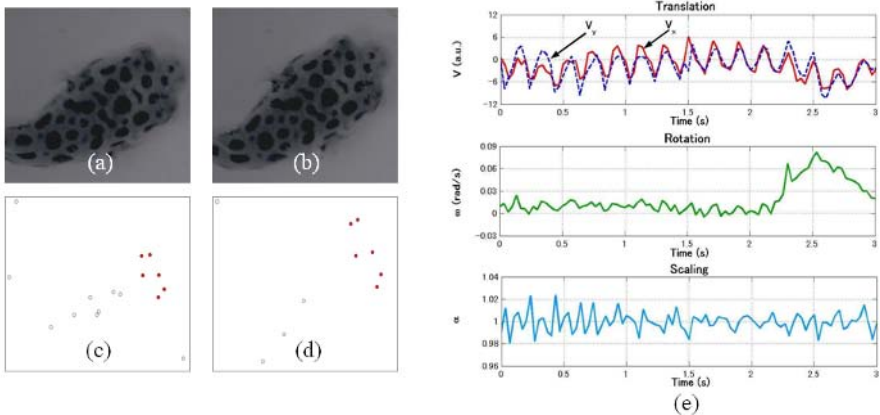 (a)
(b)
(c)
(d)
Translation
V_y
V_x
V (a.u.)
12
6
0
-6
-12
0 0.5 1 1.5 2 2.5 3
Time (s)
Rotation
ω (rad/s)
0.09
0.06
0.03
0
-0.03
0 0.5 1 1.5 2 2.5 3
Time (s)
Scaling
α
1.04
1.02
1
0.98
0.96
0 0.5 1 1.5 2 2.5 3
Time (s)
(e)